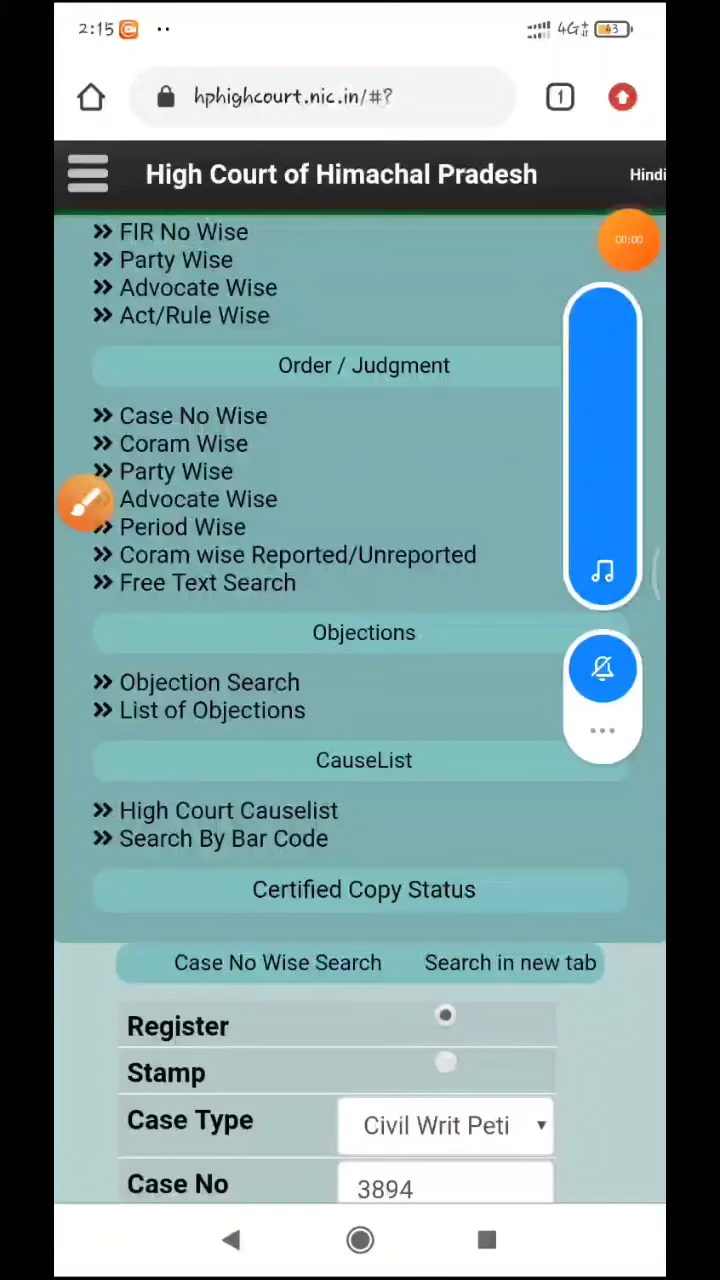 2:15
4G+
43
hphighcourt.nic.in/#?
1
High Court of Himachal Pradesh
Hindi
FIR No Wise
00:00
Party Wise
Advocate Wise
Act/Rule Wise
Order / Judgment
Case No Wise
Coram Wise
Party Wise
Advocate Wise
Period Wise
Coram wise Reported/Unreported
Free Text Search
Objections
Objection Search
List of Objections
CauseList
High Court Causelist
Search By Bar Code
Certified Copy Status
Case No Wise Search Search in new tab
Register
Stamp
Case Type Civil Writ Peti
Case No 3894